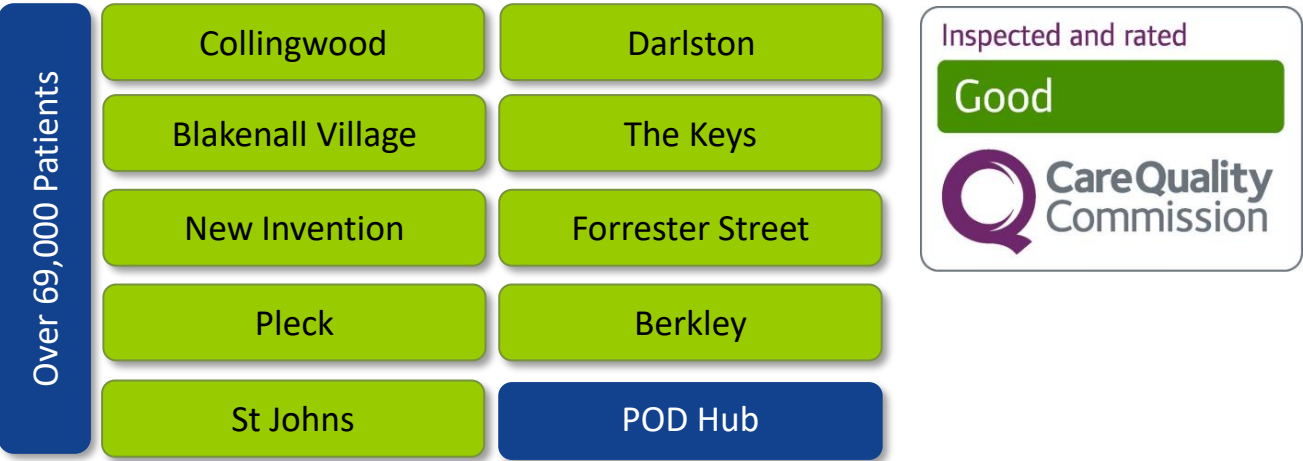 Over 69,000 Patients
Collingwood
Darlston
Blakenall Village
The Keys
New Invention
Forrester Street
Pleck
Berkley
St Johns
POD Hub
Inspected and rated
Good
CareQuality
Commission